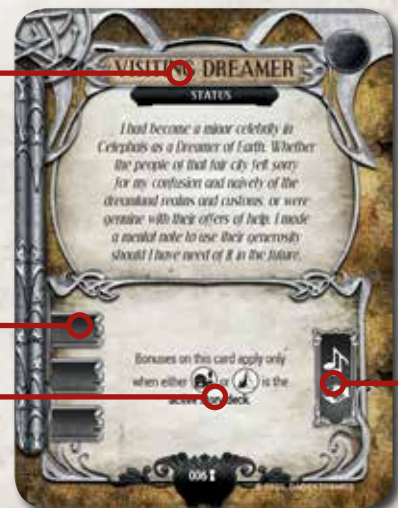 VISITING DREAMER
STATUS
I had become a minor celebrity in
Celephais as a Dreamer of Earth. Whether
the people of that fair city felt sorry
for my confusion and naivety of the
dreamland realms and customs, or were
genuine with their offers of help, I made
a mental note to use their generosity
should I have need of it in the future.
Bonuses on this card apply only
when either or is the
active story deck.
006